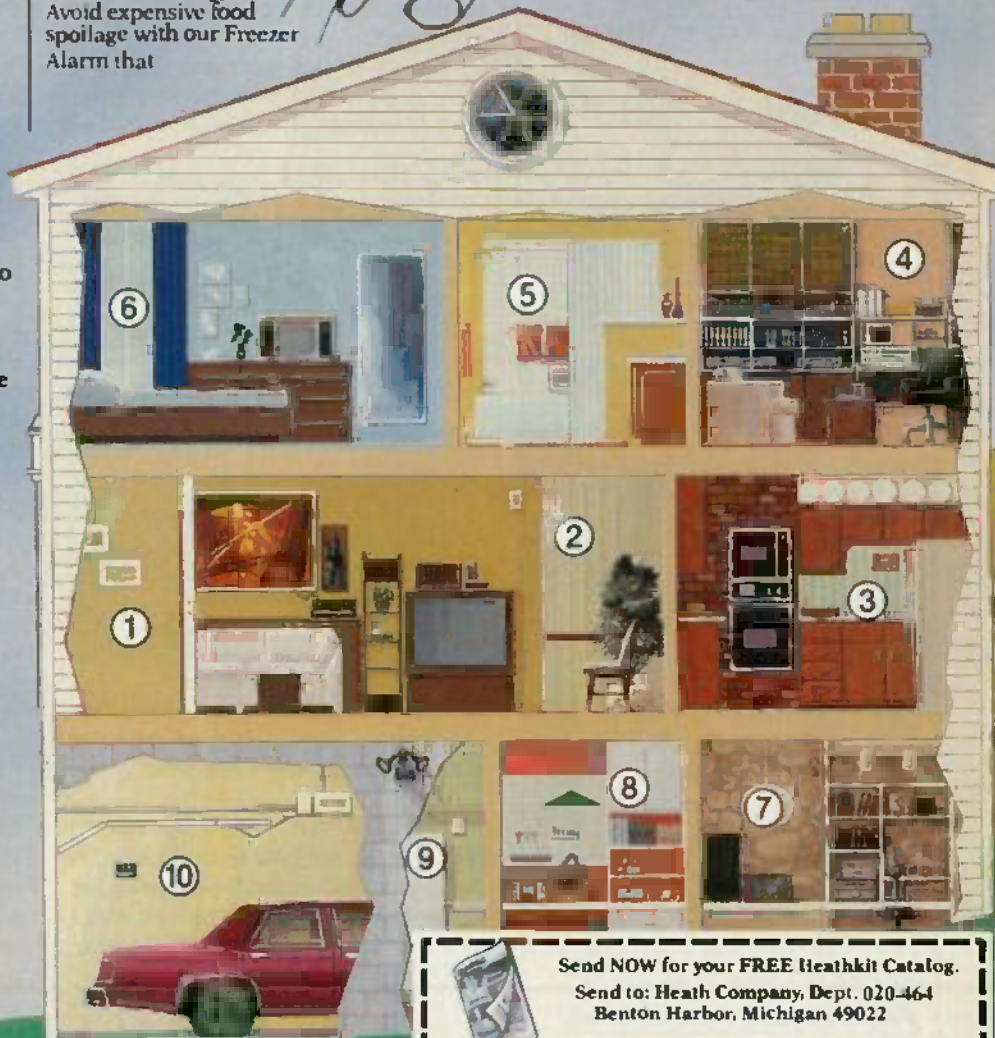 Avoid expensive food
spoilage with our Freezer
Alarm that
6
5
4
1
2
3
10
9
8
7
Send NOW for your FREE Heathkit Catalog.
Send to: Heath Company, Dept. 020-464
Benton Harbor, Michigan 49022